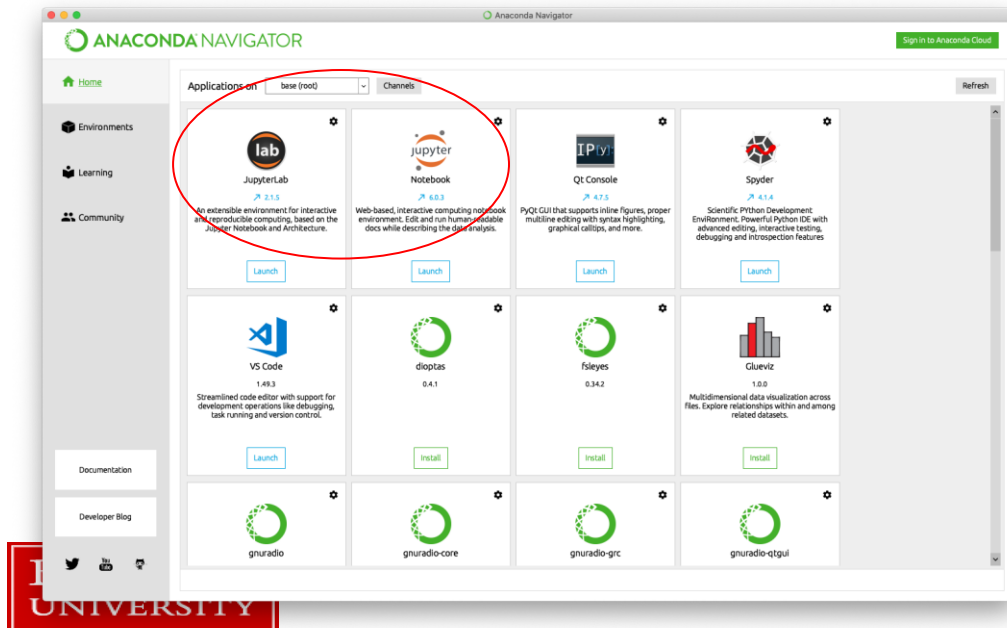 Anaconda Navigator
ANACONDA NAVIGATOR
Sign in to Anaconda Cloud
Home
Environments
Learning
Community
Documentation
Developer Blog
You
Tube
Applications on
base (root)
Channels
Refresh
lab
JupyterLab
2.1.5
An extensible environment for interactive
and reproducible computing, based on the
Jupyter Notebook and Architecture.
Launch
jupyter
Notebook
6.0.3
Web-based, interactive computing notebook
environment. Edit and run human-readable
docs while describing the data analysis.
Launch
IP[y]:
Qt Console
4.7.5
PyQt GUI that supports inline figures, proper
multiline editing with syntax highlighting,
graphical calltips, and more.
Launch
Spyder
4.1.4
Scientific PYthon Development
EnviRonment. Powerful Python IDE with
advanced editing, interactive testing,
debugging and introspection features
Launch
VS Code
1.49.3
Streamlined code editor with support for
development operations like debugging,
task running and version control.
Launch
dioptas
0.4.1
Install
fsleyes
0.34.2
Install
Glueviz
1.0.0
Multidimensional data visualization across
files. Explore relationships within and among
related datasets.
Install
gnuradio
gnuradio-core
gnuradio-grc
gnuradio-qtgui
UNIVERSITY